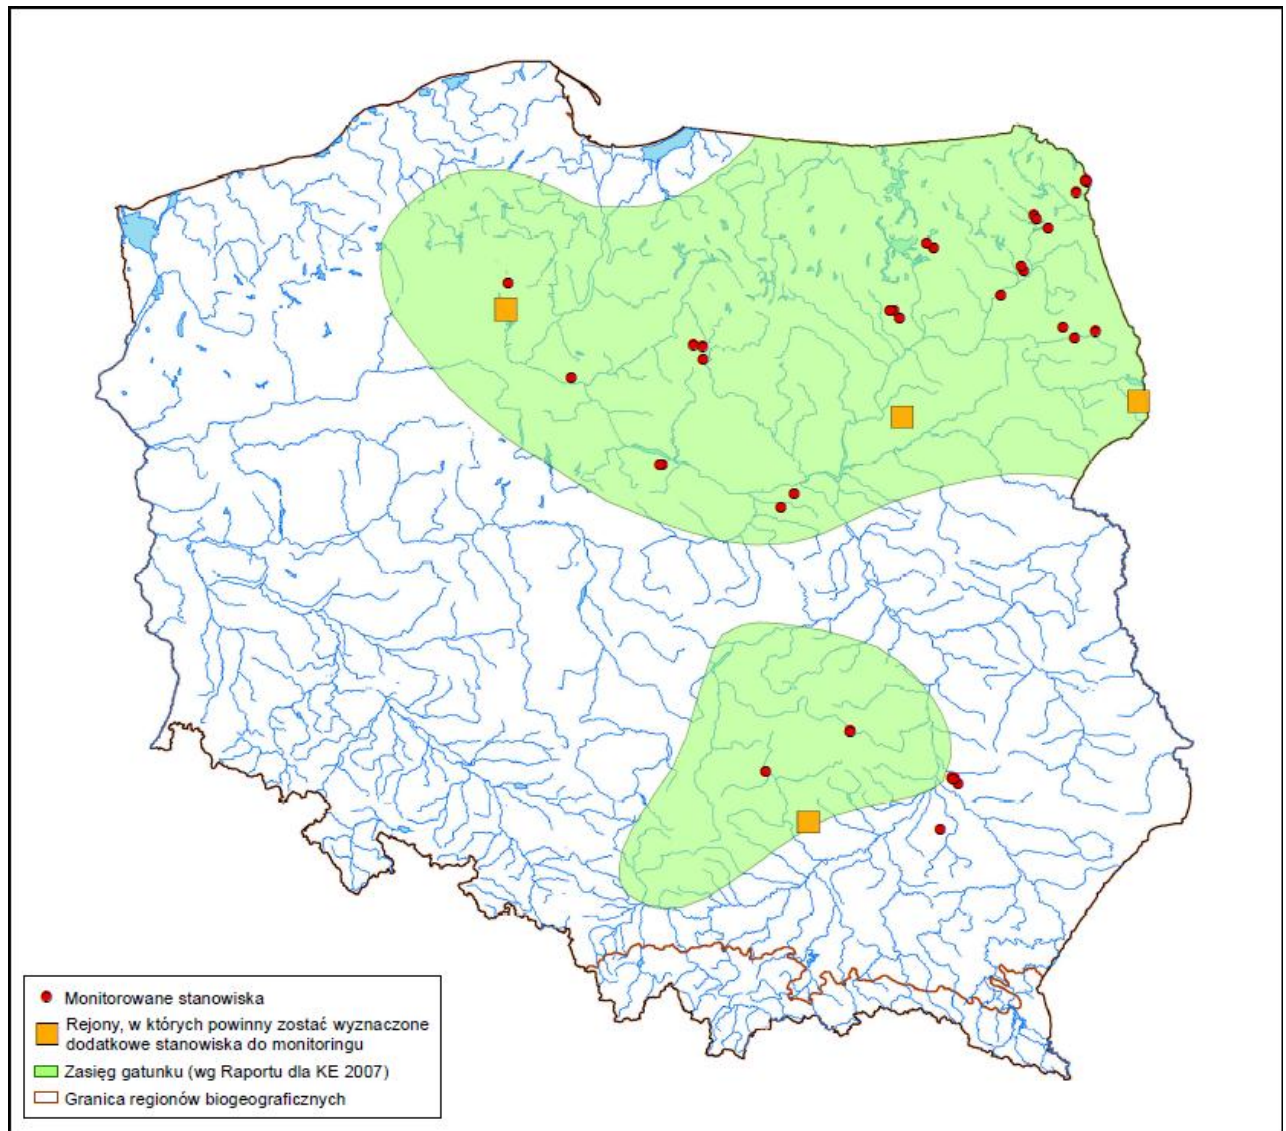 Monitorowane stanowiska
Rejony, w których powinny zostać wyznaczone
dodatkowe stanowiska do monitoringu
Zasięg gatunku (wg Raportu dla KE 2007)
Granica regionów biogeograficznych